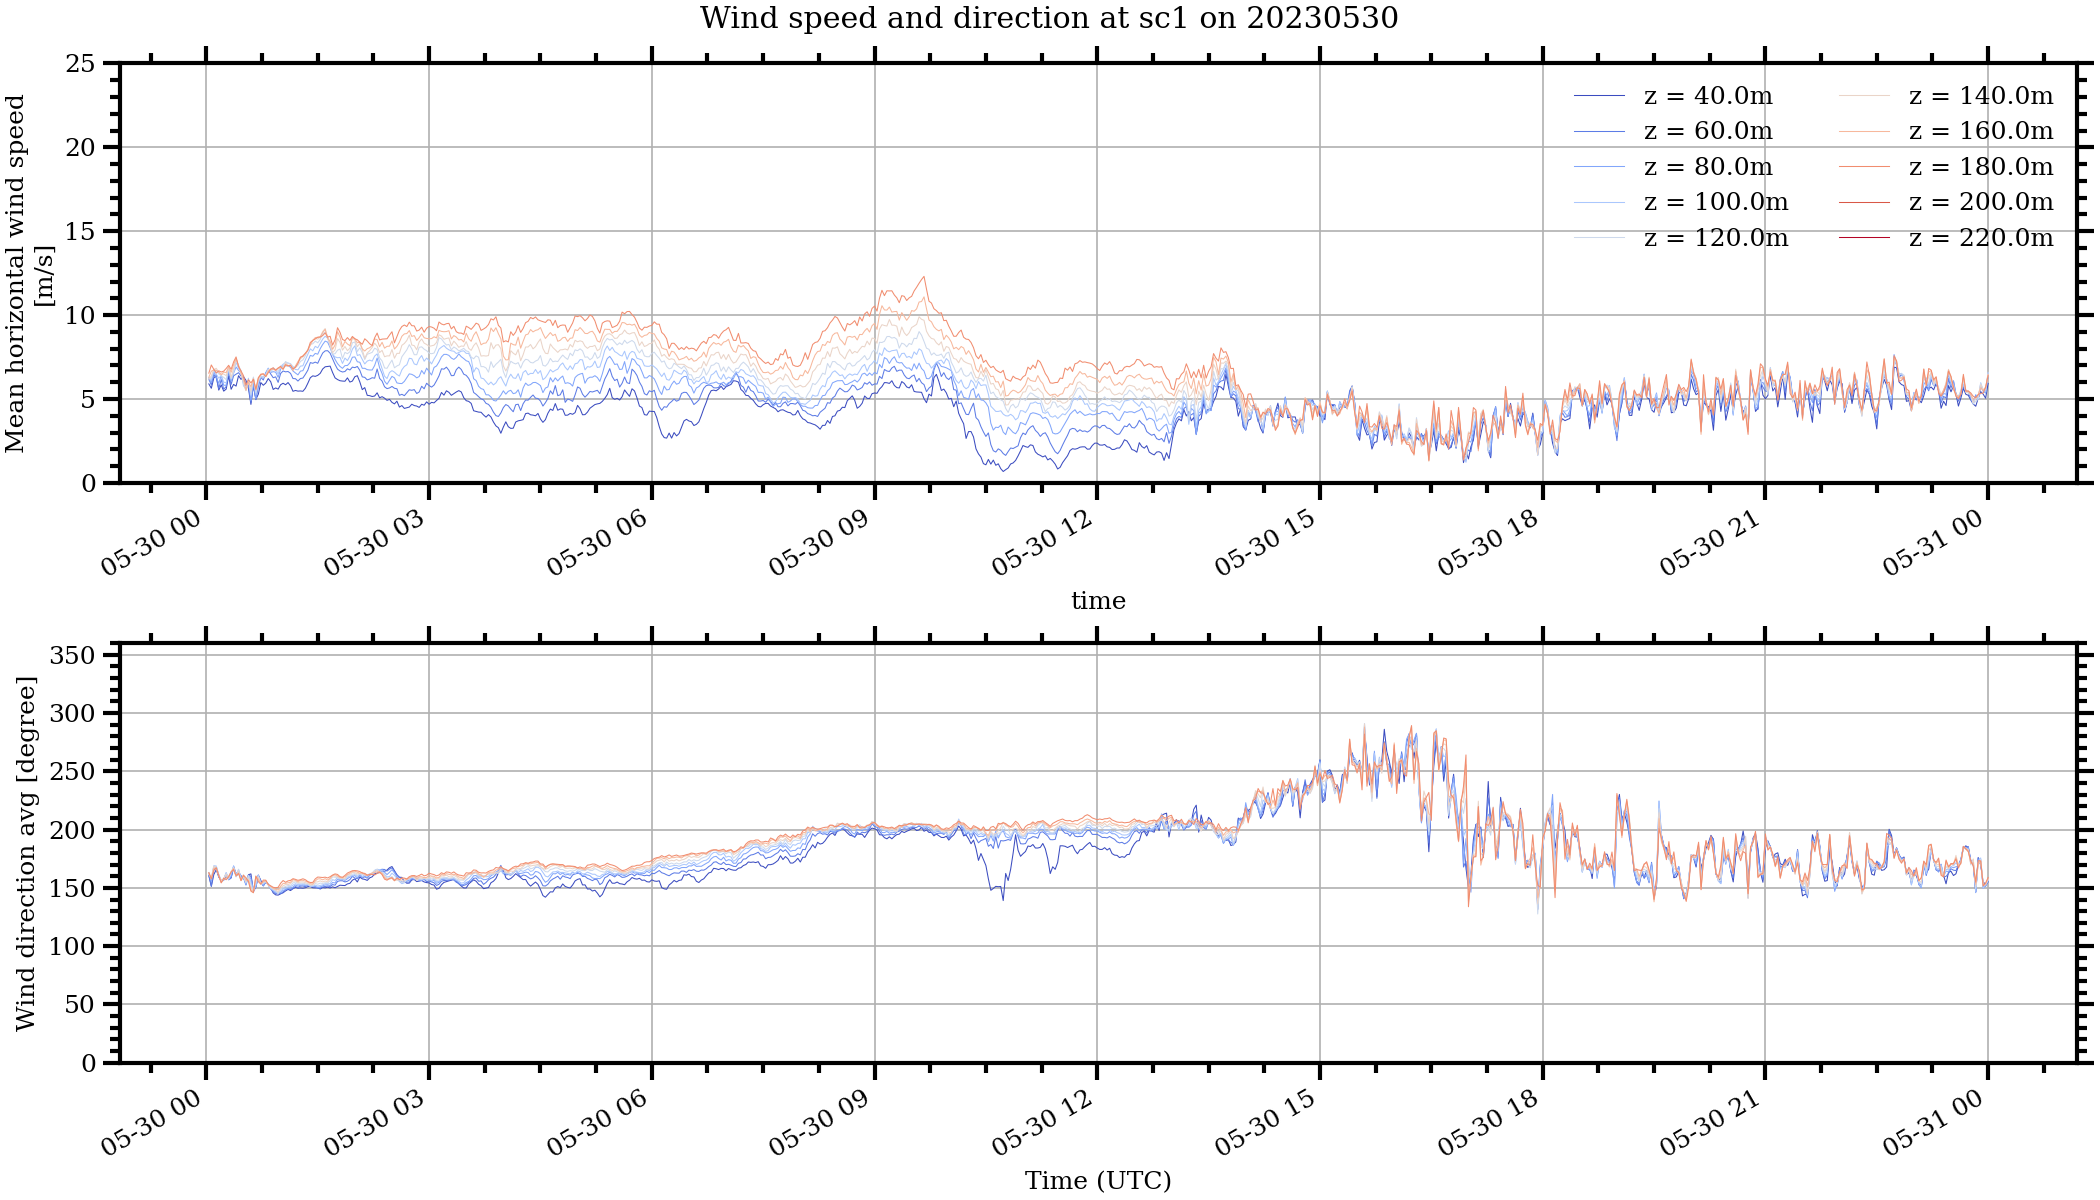 Wind speed and direction at sc1 on 20230530
Mean horizontal wind speed
[m/s]
25
20
15
10
5
0
z = 40.0m
z = 60.0m
z = 80.0m
z = 100.0m
z = 120.0m
z = 140.0m
z = 160.0m
z = 180.0m
z = 200.0m
z = 220.0m
05-30 00
05-30 03
05-30 06
05-30 09
05-30 12
05-30 15
05-30 18
05-30 21
05-31 00
time
Wind direction avg [degree]
350
300
250
200
150
100
50
0
05-30 00
05-30 03
05-30 06
05-30 09
05-30 12
05-30 15
05-30 18
05-30 21
05-31 00
Time (UTC)